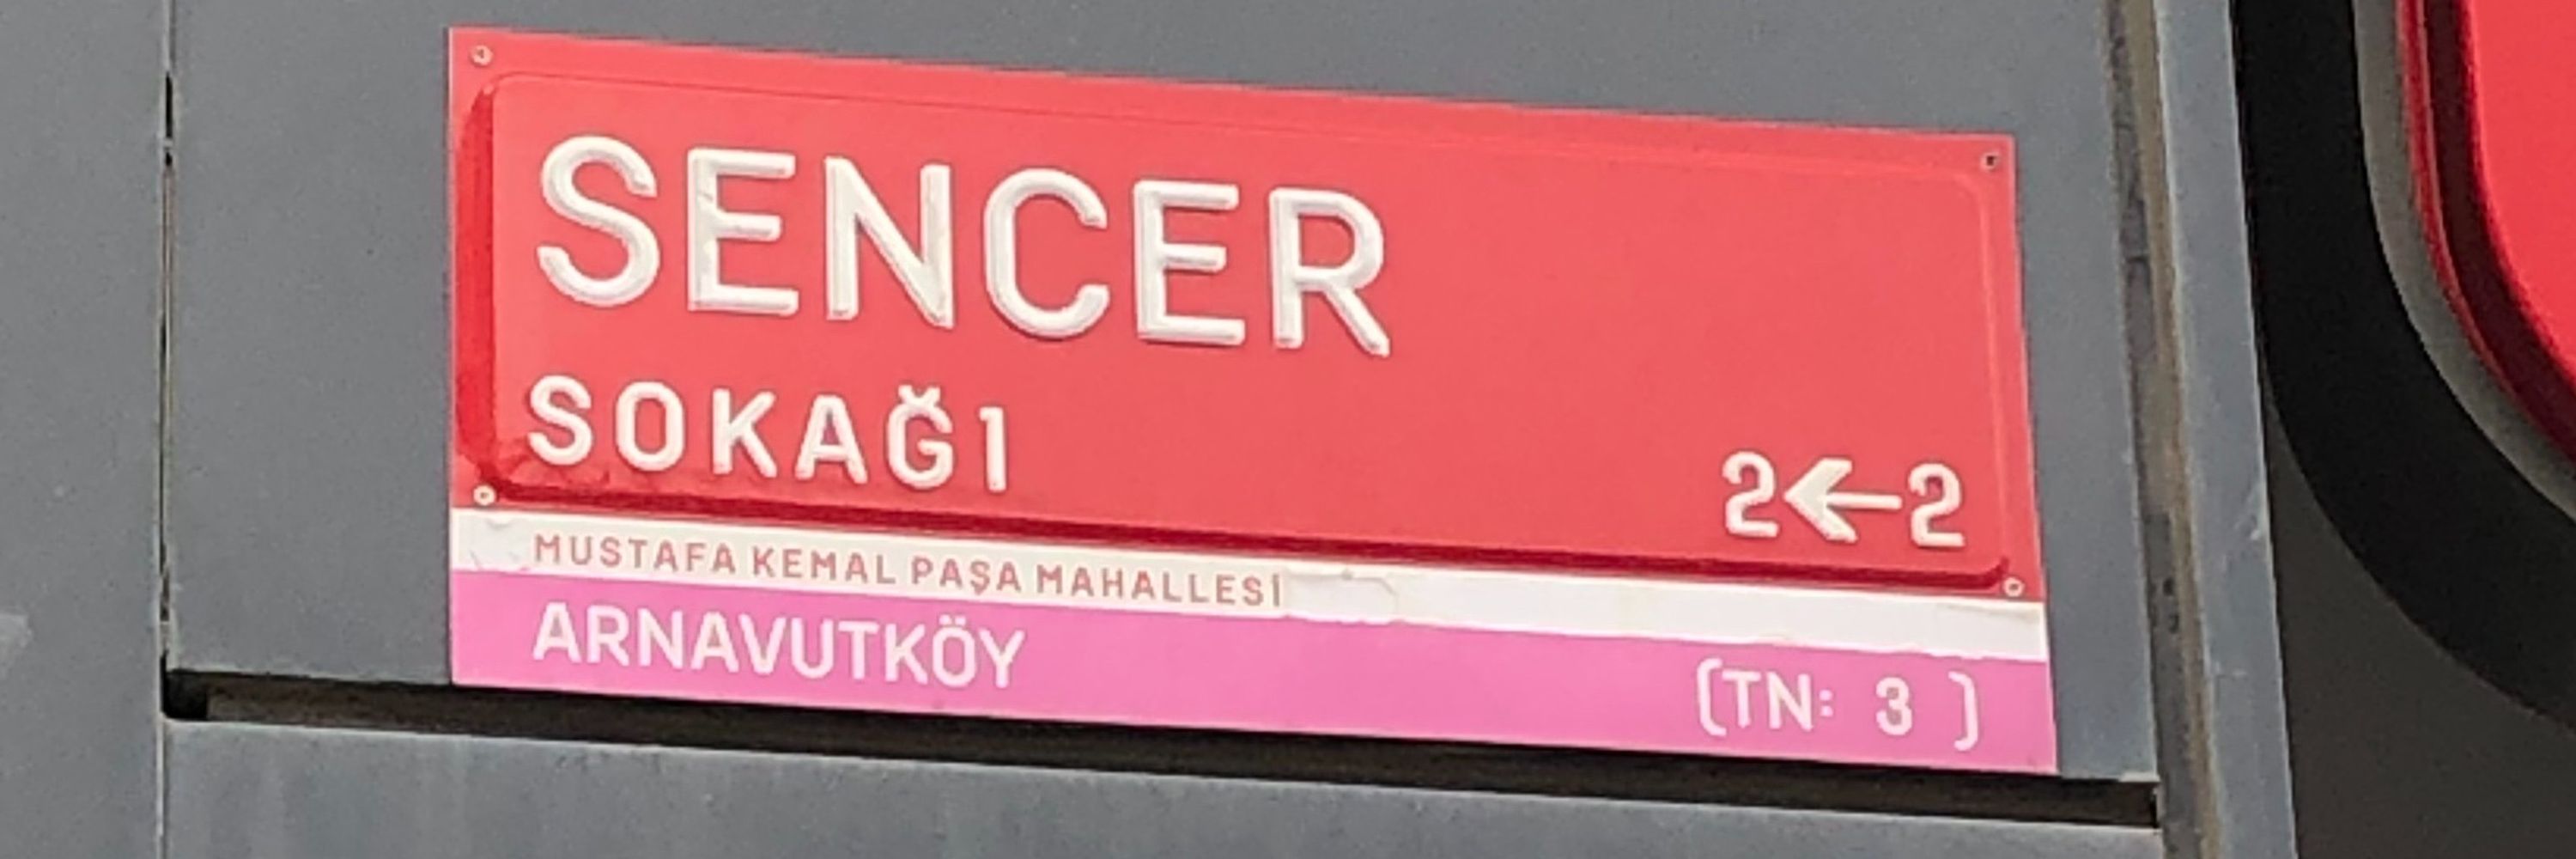 SENCER
SOKAĞI
2←2
MUSTAFA KEMAL PAŞA MAHALLESİ
ARNAVUTKÖY
(TN: 3 )